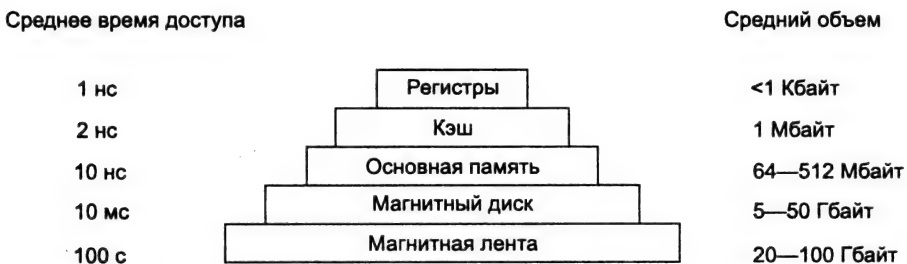 Среднее время доступа Средний объем
1 нс Регистры <1 Кбайт
2 нс Кэш 1 Мбайт
10 нс Основная память 64—512 Мбайт
10 мс Магнитный диск 5—50 Гбайт
100 с Магнитная лента 20—100 Гбайт